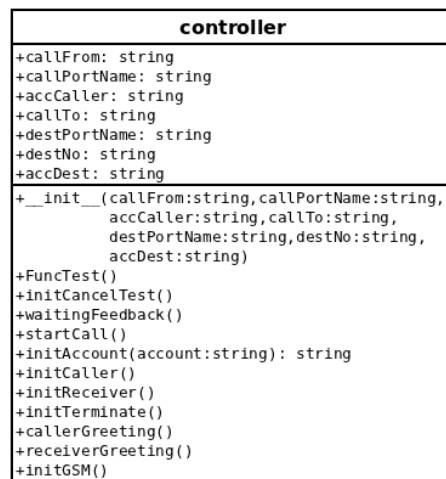 controller
+callFrom: string
+callPortName: string
+accCaller: string
+callTo: string
+destPortName: string
+destNo: string
+accDest: string
+__init__(callFrom:string,callPortName:string,
accCaller:string,callTo:string,
destPortName:string,destNo:string,
accDest:string)
+FuncTest()
+initCancelTest()
+waitingFeedback()
+startCall()
+initAccount(account:string): string
+initCaller()
+initReceiver()
+initTerminate()
+callerGreeting()
+receiverGreeting()
+initGSM()